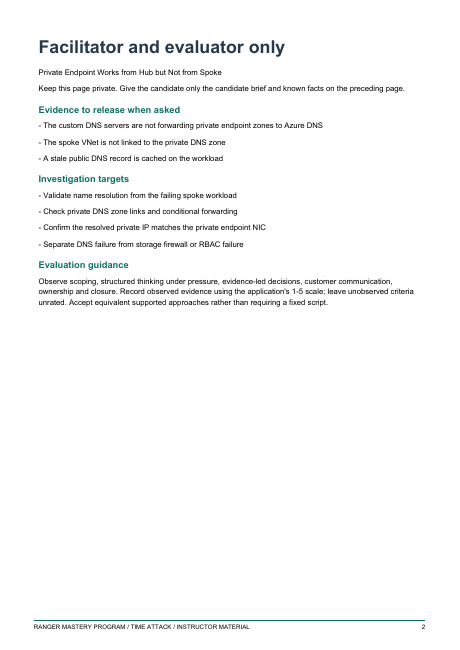 Facilitator and evaluator only
Private Endpoint Works from Hub but Not from Spoke
Keep this page private. Give the candidate only the candidate brief and known facts on the preceding page.
Evidence to release when asked
- The custom DNS servers are not forwarding private endpoint zones to Azure DNS
- The spoke VNet is not linked to the private DNS zone
- A stale public DNS record is cached on the workload
Investigation targets
- Validate name resolution from the failing spoke workload
- Check private DNS zone links and conditional forwarding
- Confirm the resolved private IP matches the private endpoint NIC
- Separate DNS failure from storage firewall or RBAC failure
Evaluation guidance
Observe scoping, structured thinking under pressure, evidence-led decisions, customer communication,
ownership and closure. Record observed evidence using the application's 1-5 scale; leave unobserved criteria
unrated. Accept equivalent supported approaches rather than requiring a fixed script.
RANGER MASTERY PROGRAM / TIME ATTACK / INSTRUCTOR MATERIAL 2